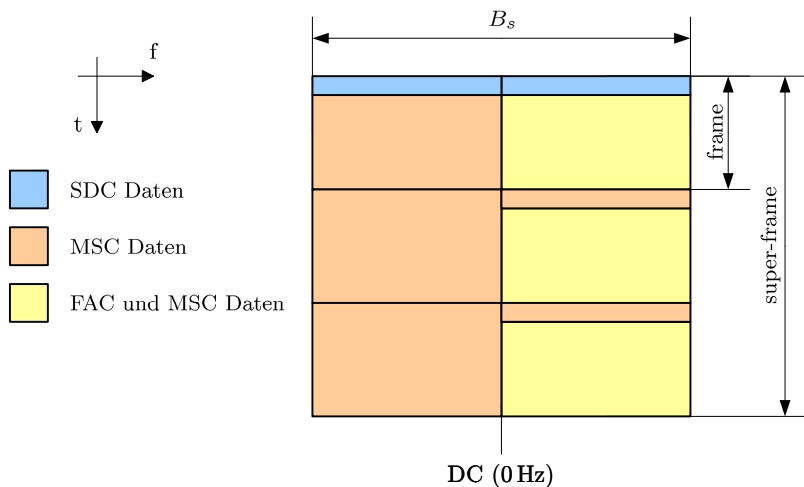 B_s
f
t
frame
super-frame
SDC Daten
MSC Daten
FAC und MSC Daten
DC (0 Hz)